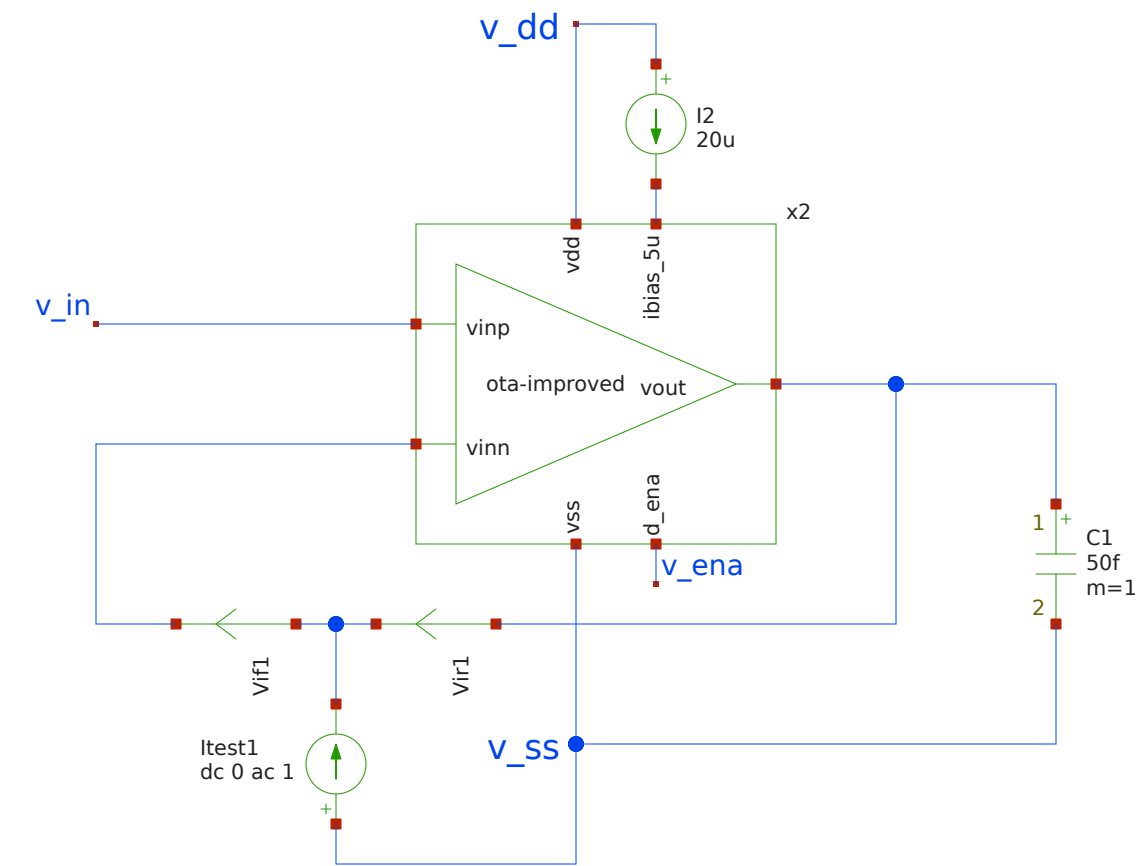 v_dd
+
I2
20u
x2
vdd
ibias_5u
v_in
vinp
ota-improved
vout
vinn
vss
d_ena
v_ena
1
+
C1
50f
m=1
2
Vif1
Vir1
Itest1
dc 0 ac 1
v_ss
+